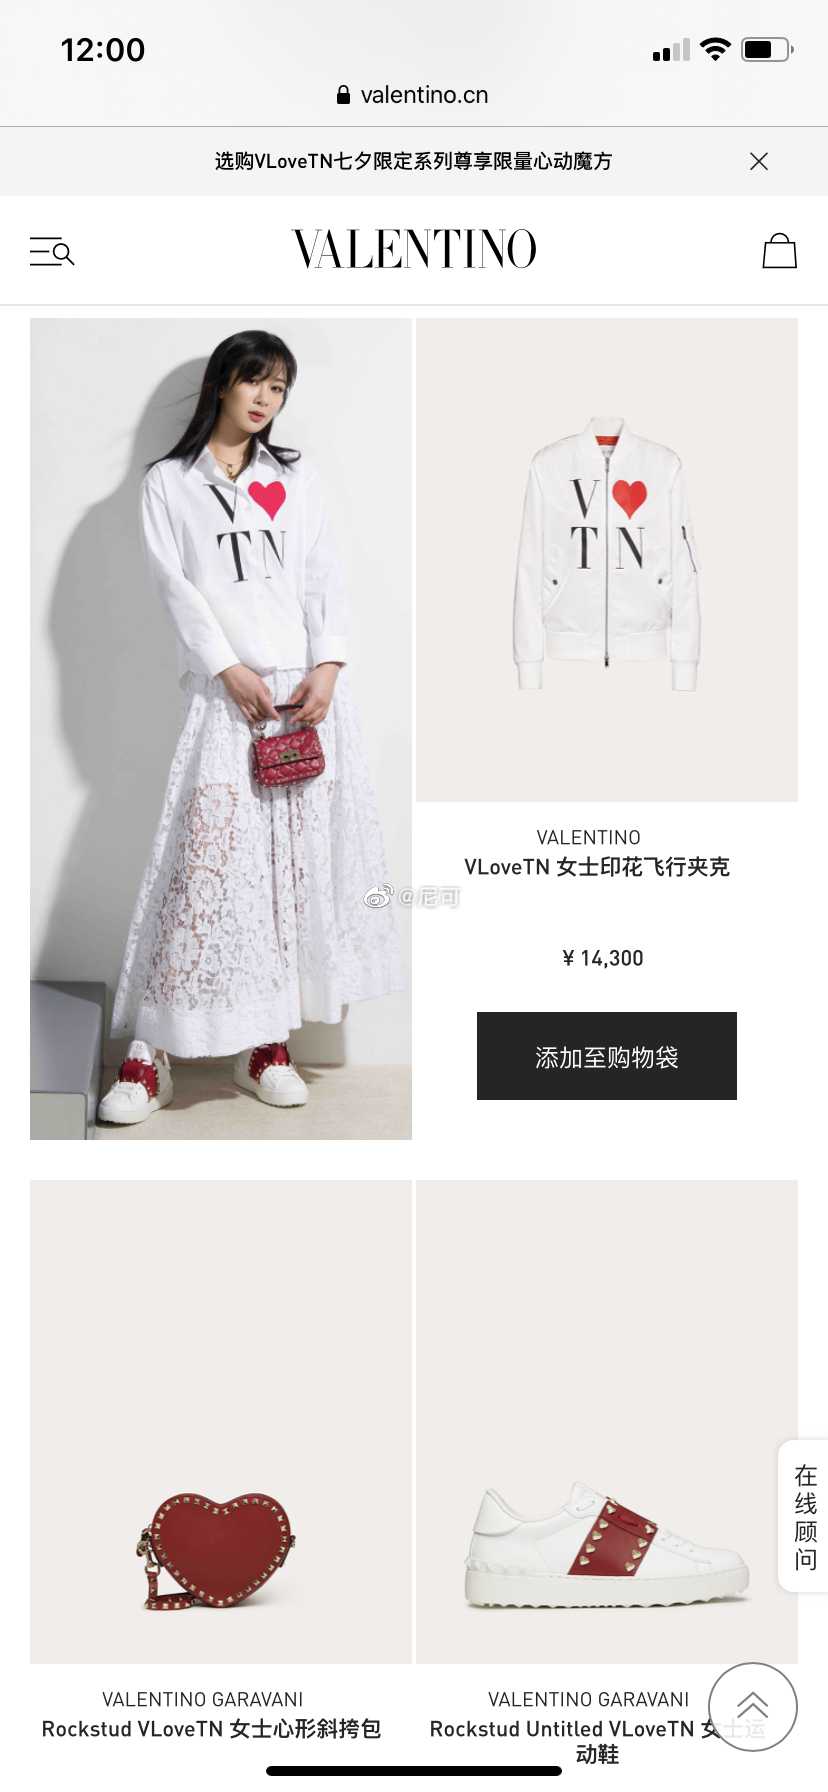 12:00
valentino.cn
选购VLoveTN七夕限定系列尊享限量心动魔方
VALENTINO
V
TN
V
TN
VALENTINO
VLoveTN 女士印花飞行夹克
@尼可
¥ 14,300
添加至购物袋
在线顾问
VALENTINO GARAVANI
Rockstud VLoveTN 女士心形斜挎包
VALENTINO GARAVANI
Rockstud Untitled VLoveTN 女士运
动鞋